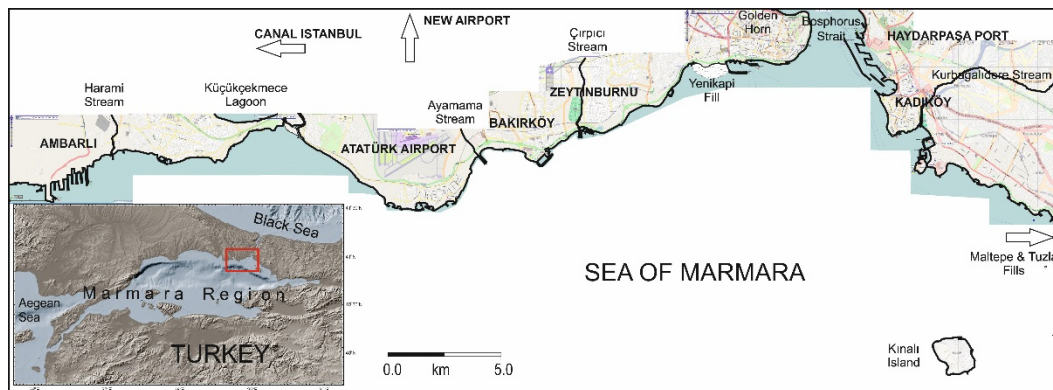 NEW AIRPORT
CANAL ISTANBUL
Golden
Horn
Bosphorus
Strait
HAYDARPAŞA PORT
Çırpıcı
Stream
Kurbağalıdere Stream
Yenikapi
Fill
Harami
Stream
Küçükçekmece
Lagoon
ZEYTINBURNU
KADIKÖY
Ayamama
Stream
BAKIRKÖY
AMBARLI
ATATÜRK AIRPORT
Black Sea
Maltepe & Tuzla
Fills
SEA OF MARMARA
Marmara Region
Aegean
Sea
TURKEY
Kınalı
Island
0.0 km 5.0